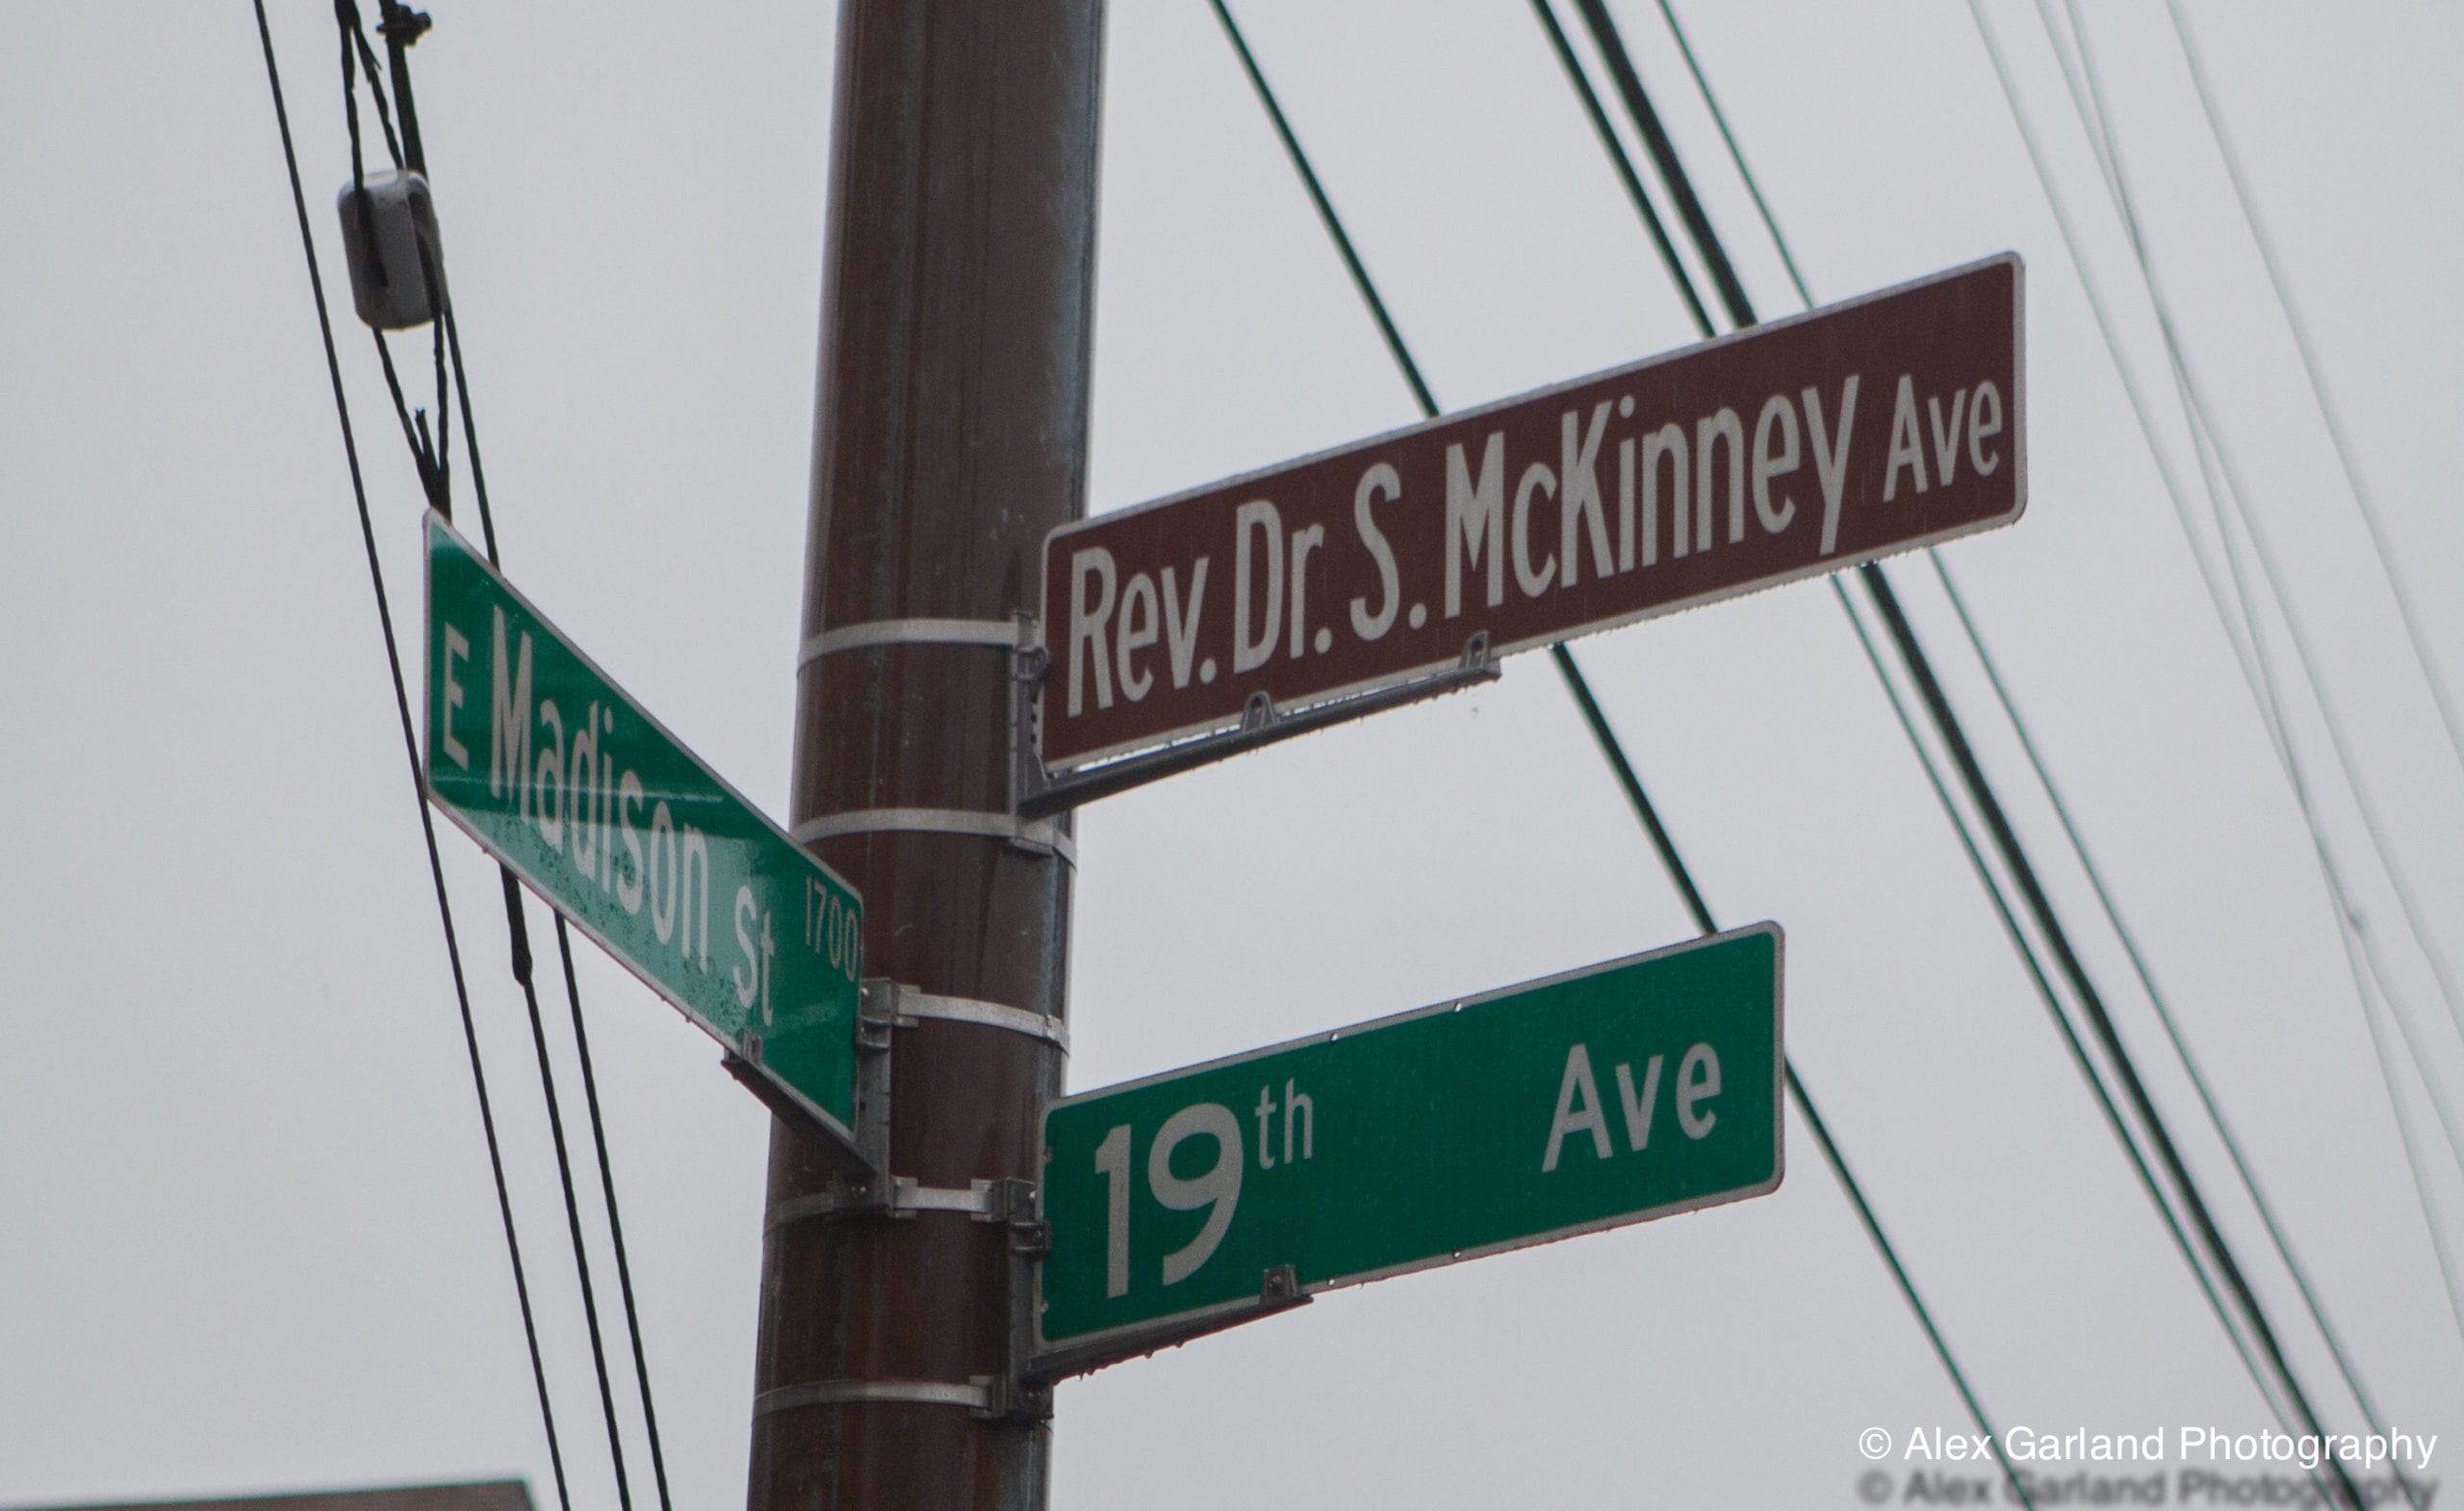 Rev. Dr. S. McKinney Ave
E Madison St 1700
19th Ave
© Alex Garland Photography